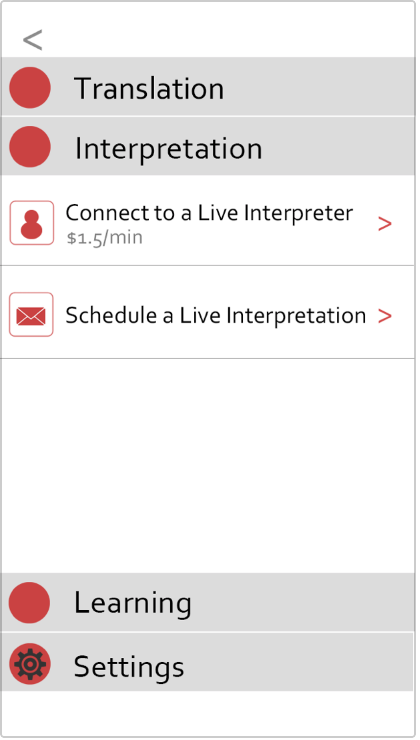 <
Translation
Interpretation
Connect to a Live Interpreter
$1.5/min
>
Schedule a Live Interpretation
>
Learning
Settings